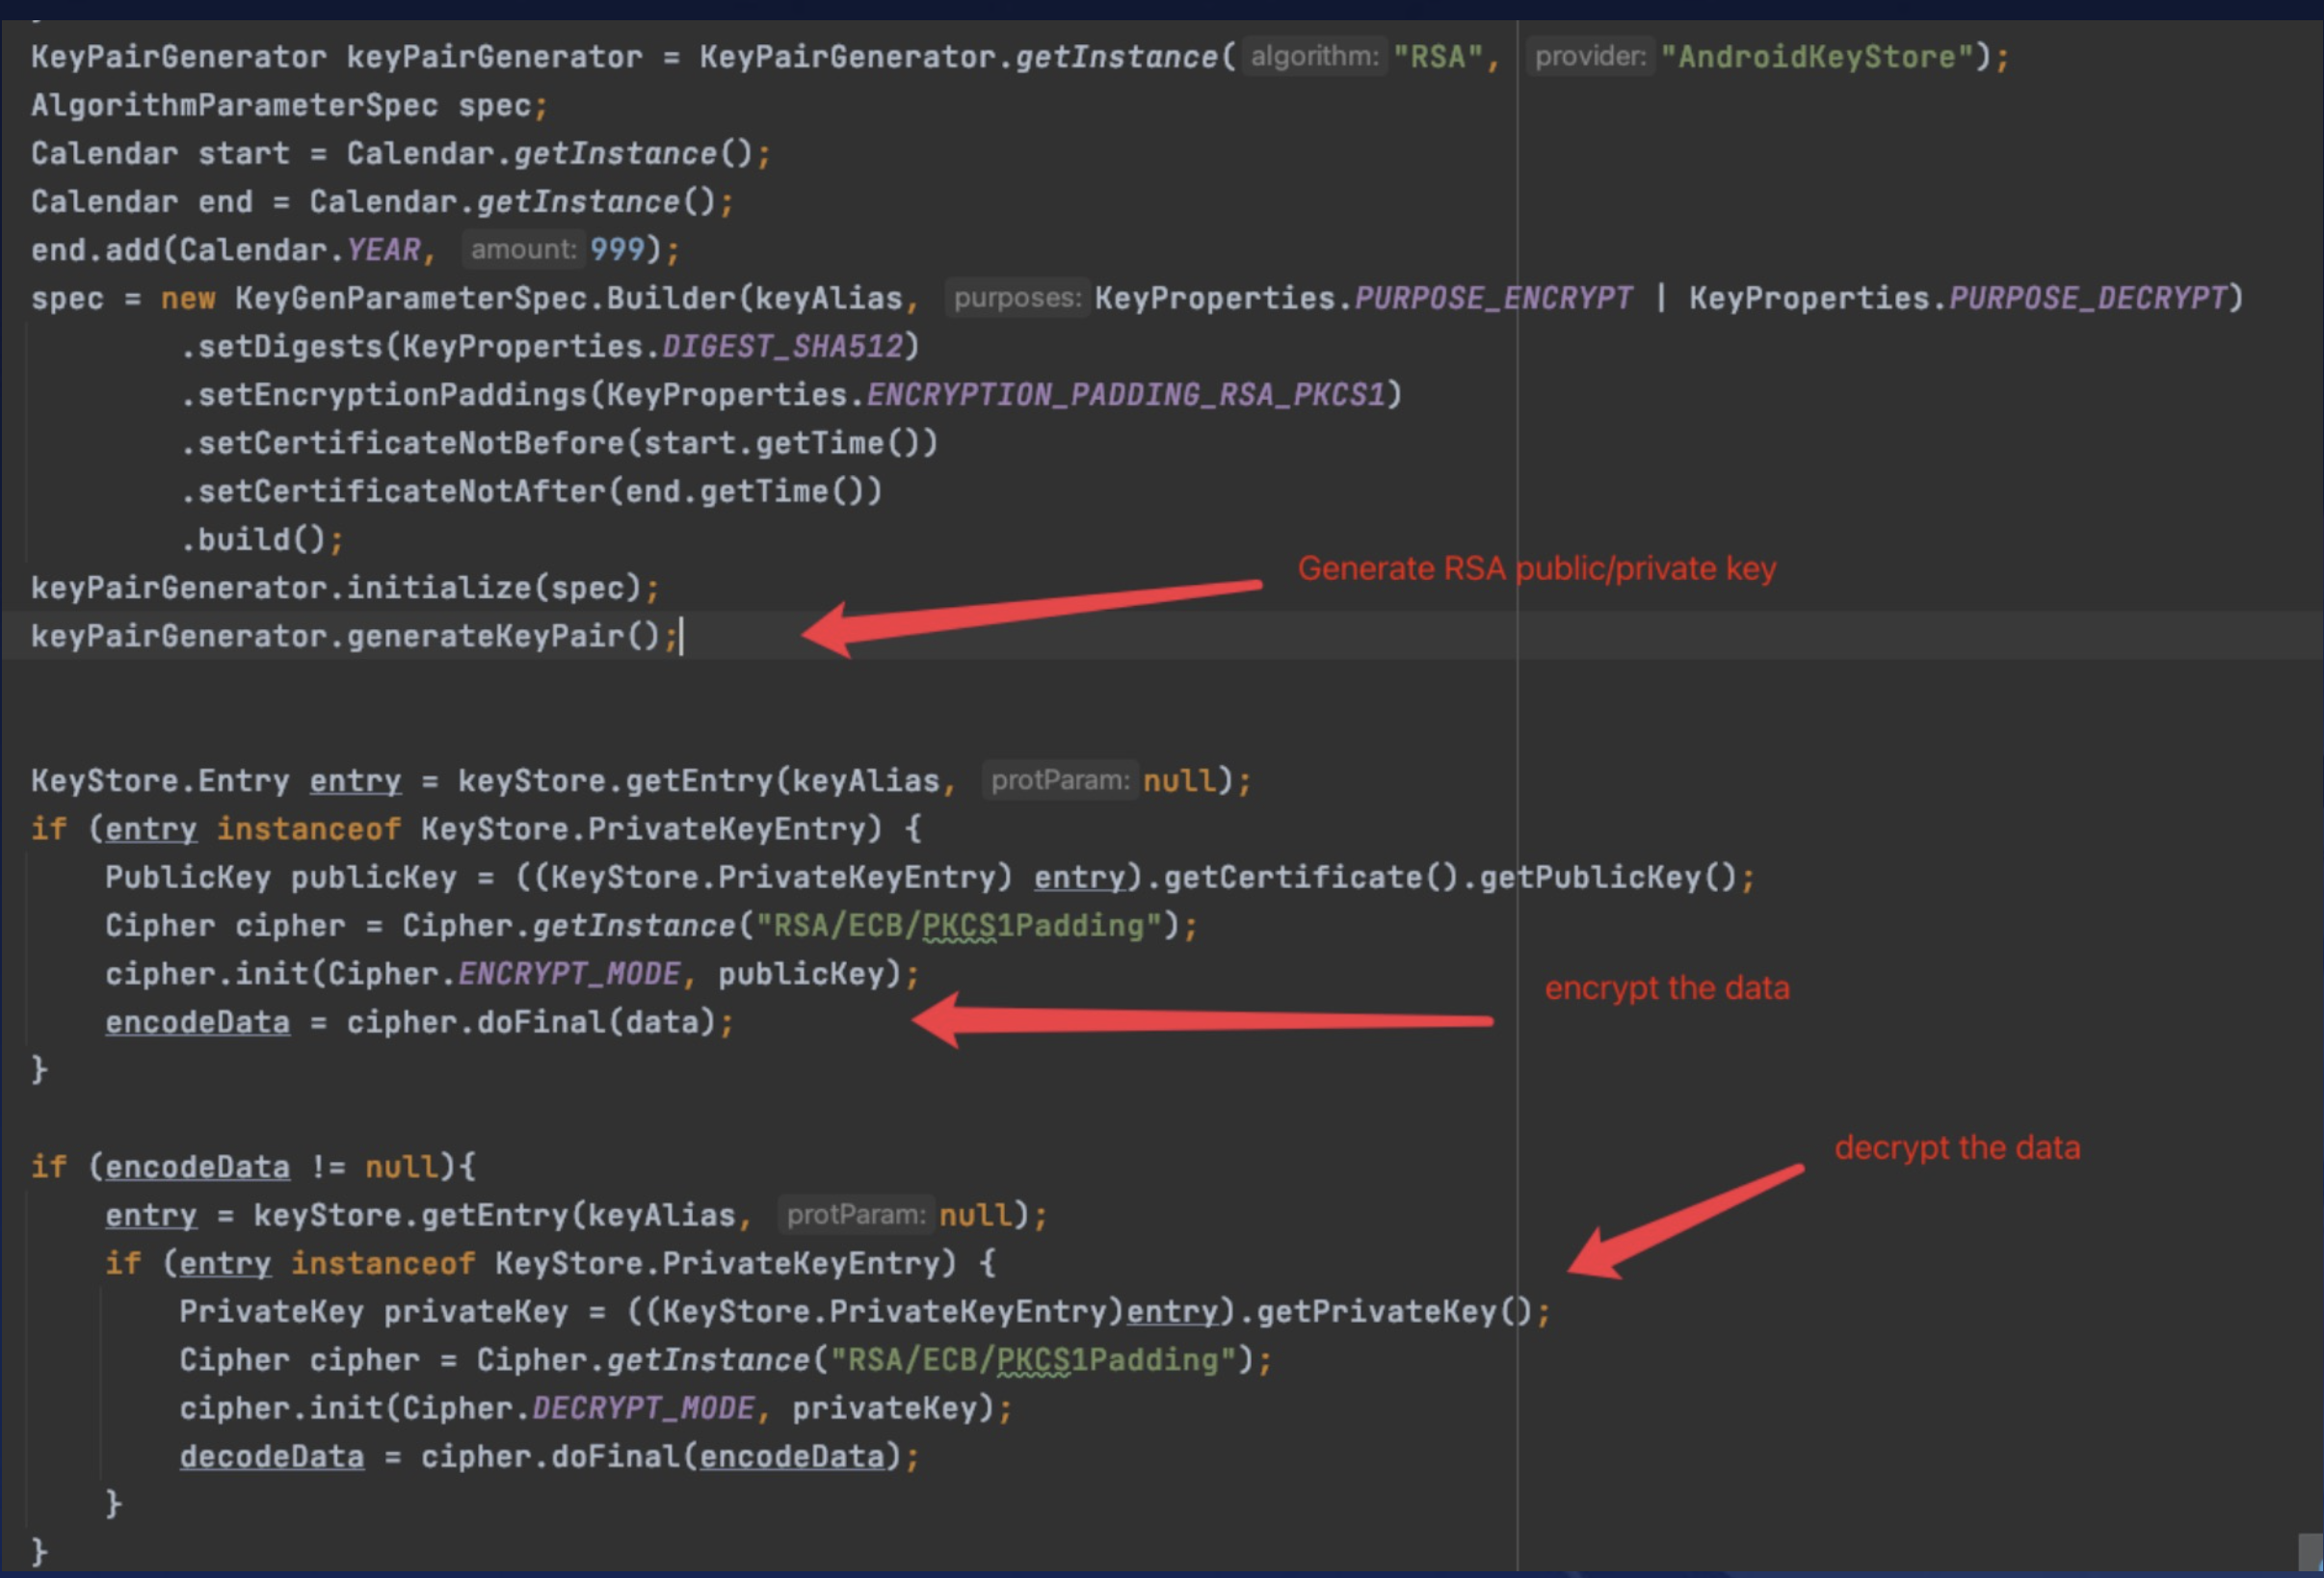 KeyPairGenerator keyPairGenerator = KeyPairGenerator.getInstance( algorithm: "RSA", provider: "AndroidKeyStore");
AlgorithmParameterSpec spec;
Calendar start = Calendar.getInstance();
Calendar end = Calendar.getInstance();
end.add(Calendar.YEAR, amount: 999);
spec = new KeyGenParameterSpec.Builder(keyAlias, purposes: KeyProperties.PURPOSE_ENCRYPT | KeyProperties.PURPOSE_DECRYPT)
        .setDigests(KeyProperties.DIGEST_SHA512)
        .setEncryptionPaddings(KeyProperties.ENCRYPTION_PADDING_RSA_PKCS1)
        .setCertificateNotBefore(start.getTime())
        .setCertificateNotAfter(end.getTime())
        .build();
Generate RSA public/private key
keyPairGenerator.initialize(spec);
keyPairGenerator.generateKeyPair();
KeyStore.Entry entry = keyStore.getEntry(keyAlias, protParam: null);
if (entry instanceof KeyStore.PrivateKeyEntry) {
    PublicKey publicKey = ((KeyStore.PrivateKeyEntry) entry).getCertificate().getPublicKey();
    Cipher cipher = Cipher.getInstance("RSA/ECB/PKCS1Padding");
    cipher.init(Cipher.ENCRYPT_MODE, publicKey);
encrypt the data
    encodeData = cipher.doFinal(data);
}
decrypt the data
if (encodeData != null){
    entry = keyStore.getEntry(keyAlias, protParam: null);
    if (entry instanceof KeyStore.PrivateKeyEntry) {
        PrivateKey privateKey = ((KeyStore.PrivateKeyEntry)entry).getPrivateKey();
        Cipher cipher = Cipher.getInstance("RSA/ECB/PKCS1Padding");
        cipher.init(Cipher.DECRYPT_MODE, privateKey);
        decodeData = cipher.doFinal(encodeData);
    }
}